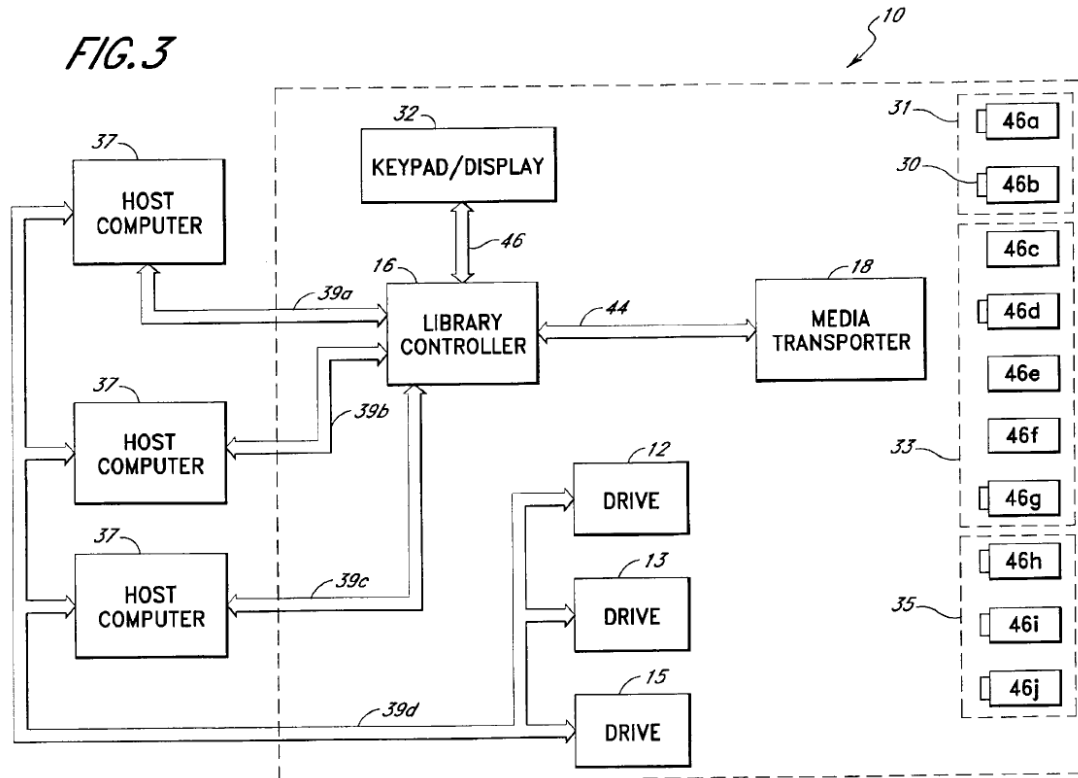 FIG.3
10
37
HOST
COMPUTER
32
KEYPAD/DISPLAY
46
16
LIBRARY
CONTROLLER
39a
44
18
MEDIA
TRANSPORTER
37
HOST
COMPUTER
39b
37
HOST
COMPUTER
39c
39d
12
DRIVE
13
DRIVE
15
DRIVE
31
46a
30
46b
46c
46d
46e
46f
33
46g
46h
35
46i
46j